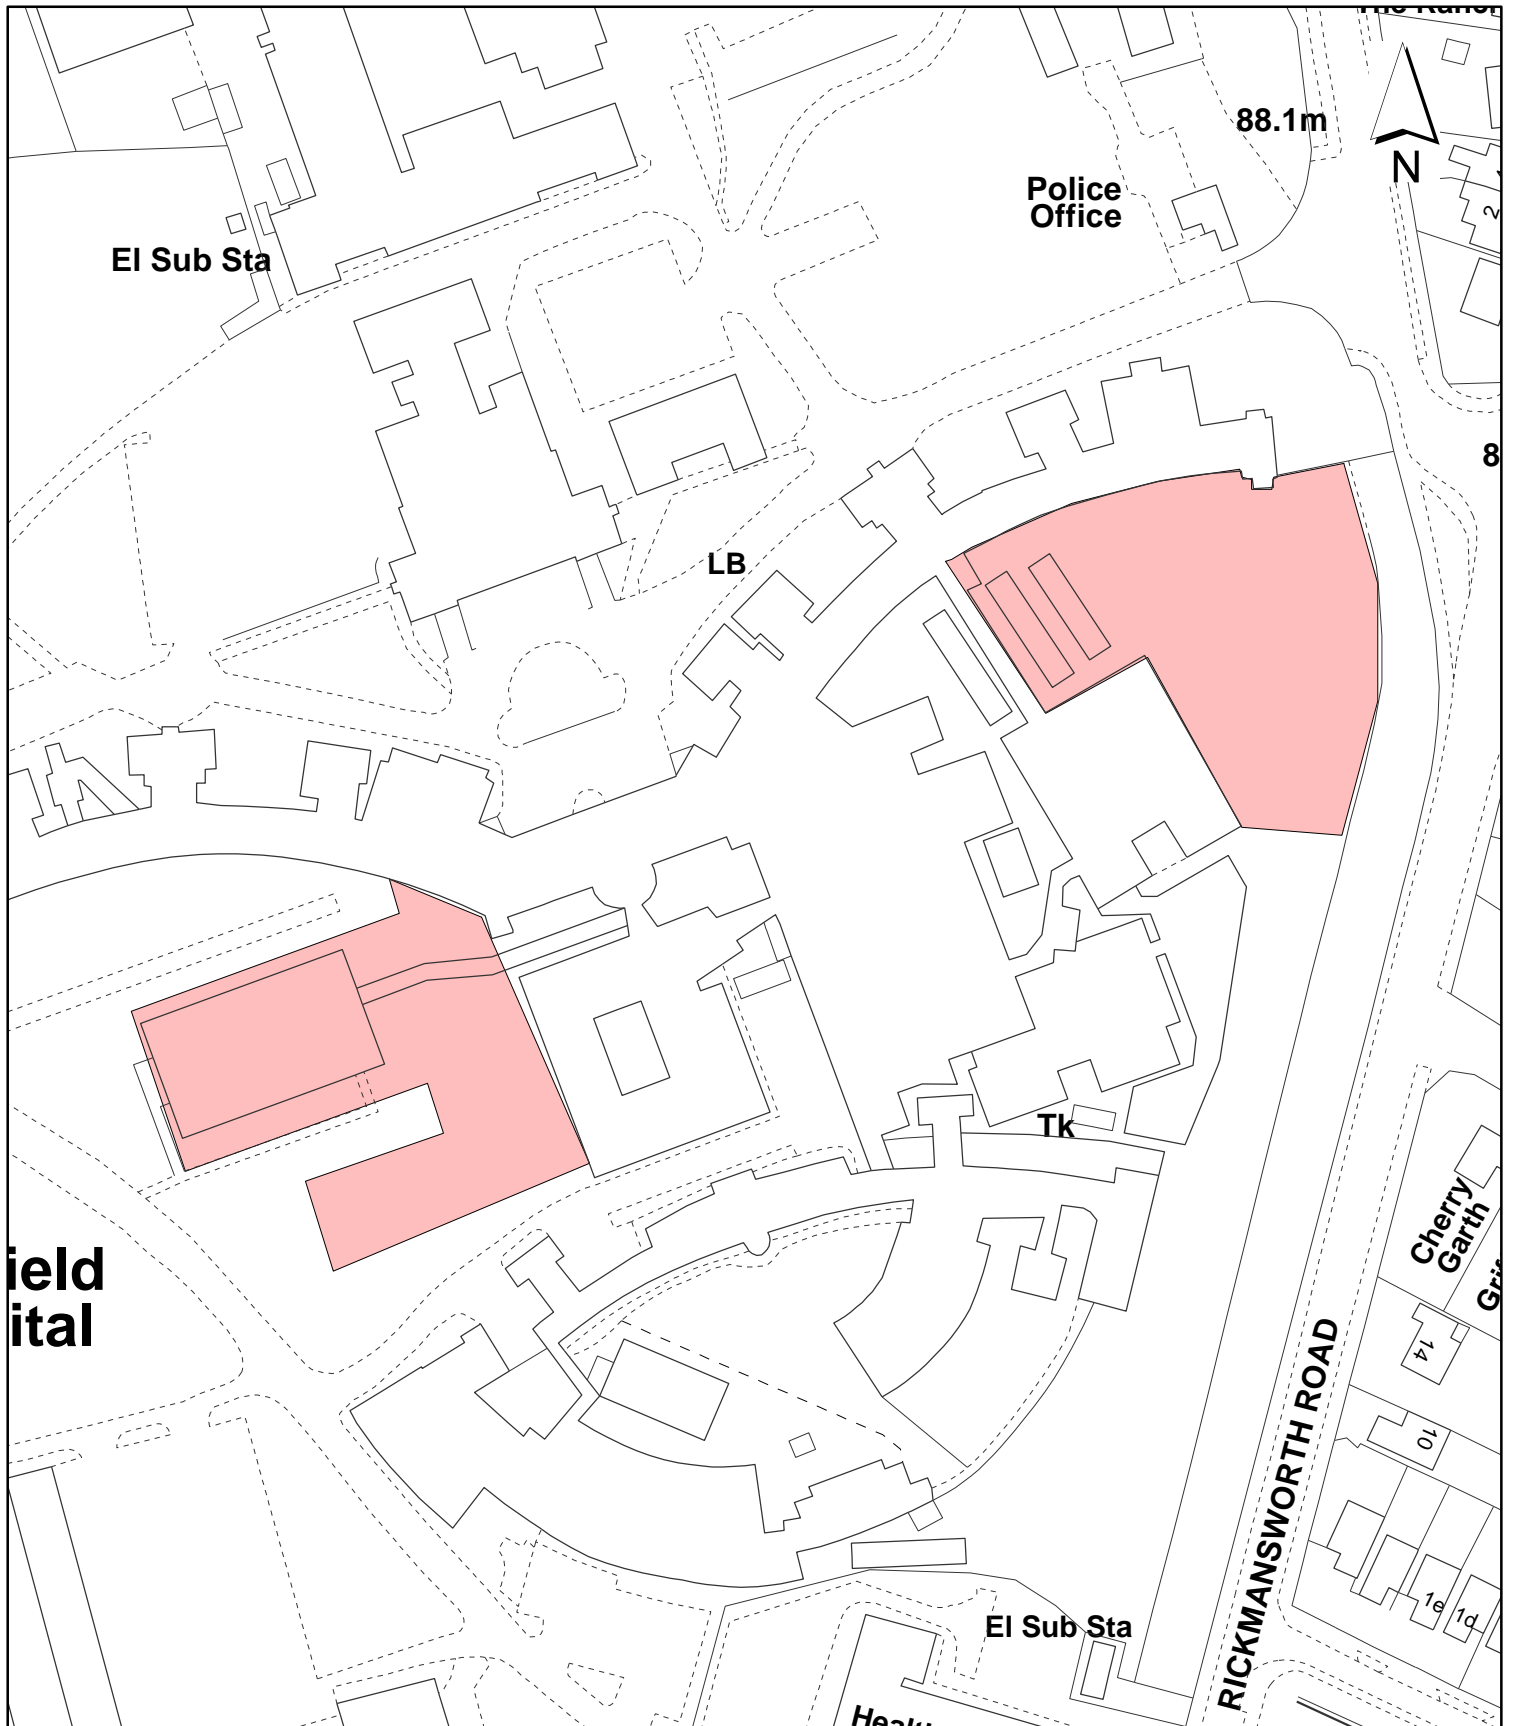 88.1m
N
Police
Office
2
El Sub Sta
8
LB
Tk
Cherry
Garth
ield
ital
14
10
RICKMANSWORTH ROAD
1e
1d
El Sub Sta